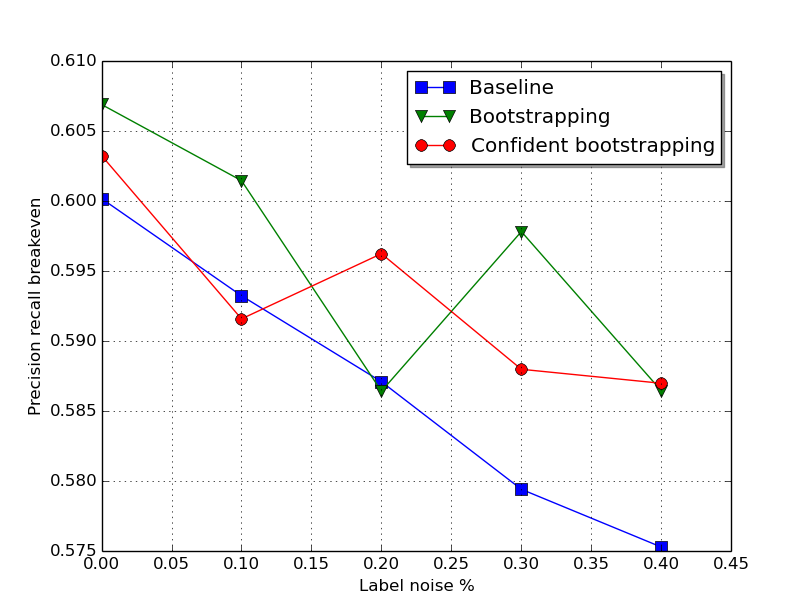 0.610
0.605
0.600
0.595
0.590
0.585
0.580
0.575
Precision recall breakeven
Baseline
Bootstrapping
Confident bootstrapping
0.00 0.05 0.10 0.15 0.20 0.25 0.30 0.35 0.40 0.45
Label noise %